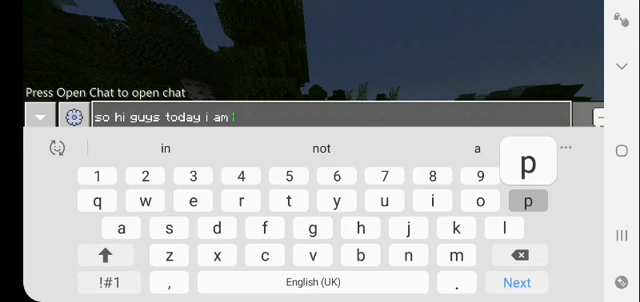 Press Open Chat to open chat
so hi guys today i am
in not a
p
1 2 3 4 5 6 7 8 9
q w e r t y u i o p
a s d f g h j k l
z x c v b n m
!#1 , English (UK) . Next